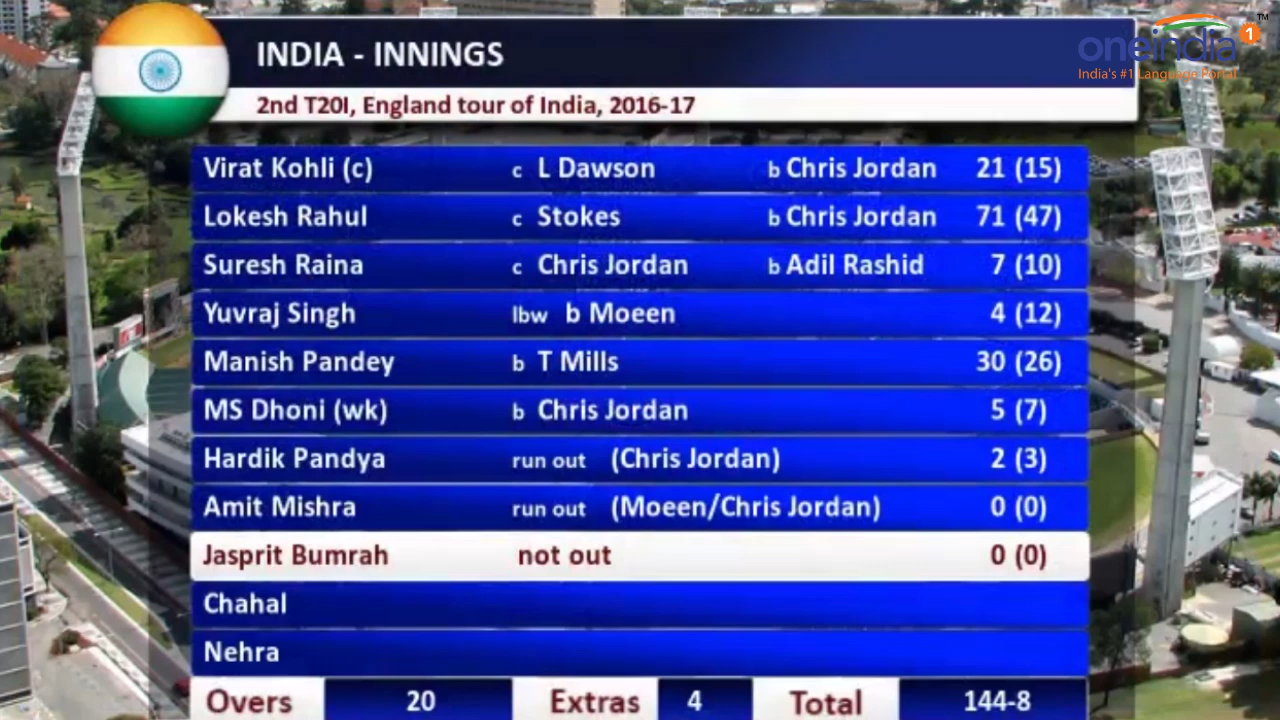 INDIA - INNINGS
oneindia 1 ™
India's #1 Language Portal
2nd T20I, England tour of India, 2016-17
Virat Kohli (c) c L Dawson b Chris Jordan 21 (15)
Lokesh Rahul c Stokes b Chris Jordan 71 (47)
Suresh Raina c Chris Jordan b Adil Rashid 7 (10)
Yuvraj Singh lbw b Moeen 4 (12)
Manish Pandey b T Mills 30 (26)
MS Dhoni (wk) b Chris Jordan 5 (7)
Hardik Pandya run out (Chris Jordan) 2 (3)
Amit Mishra run out (Moeen/Chris Jordan) 0 (0)
Jasprit Bumrah not out 0 (0)
Chahal
Nehra
Overs 20 Extras 4 Total 144-8